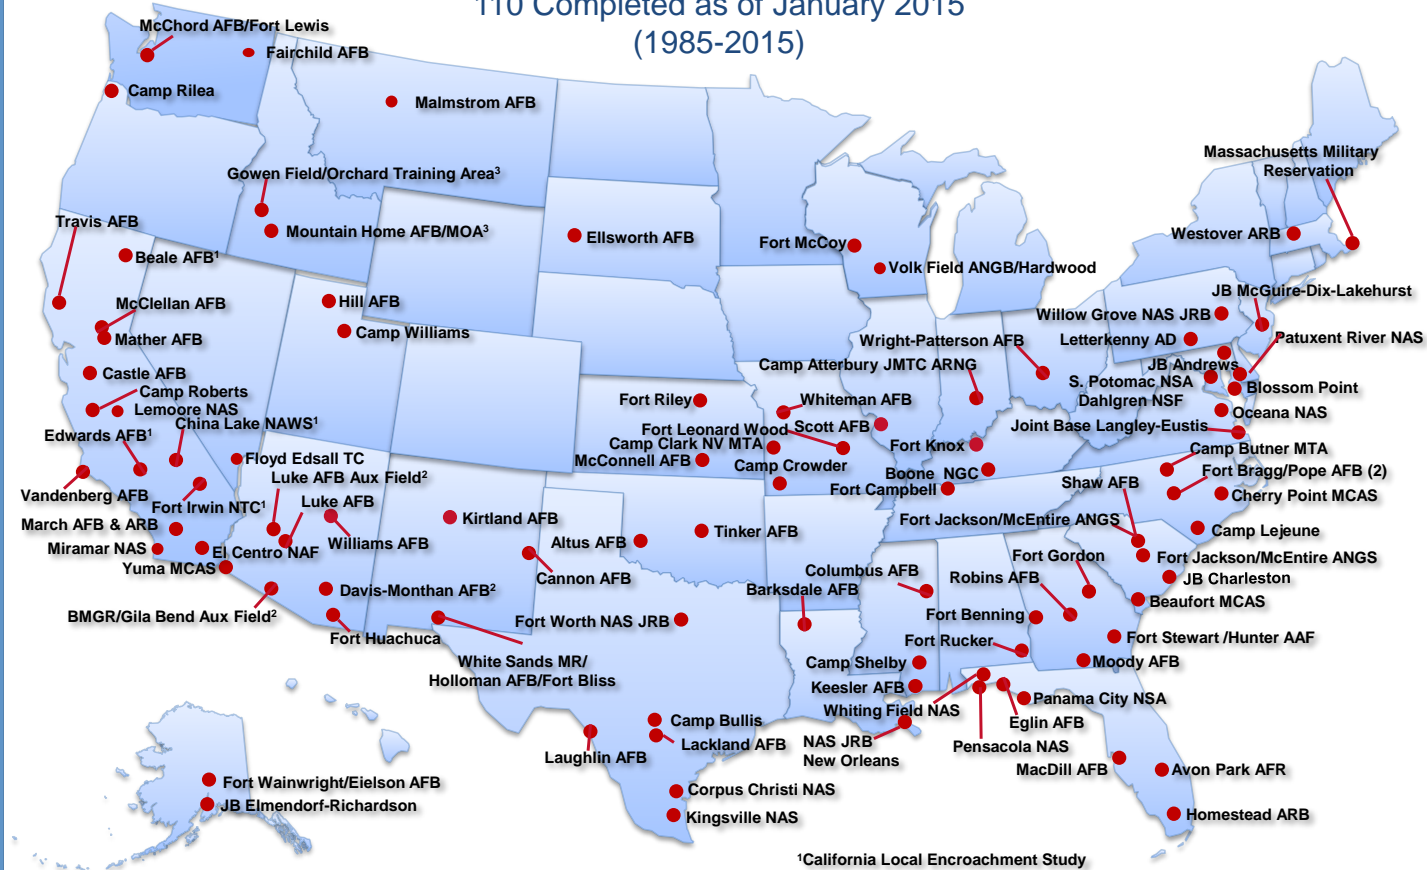 110 Completed as of January 2015
(1985-2015)
McChord AFB/Fort Lewis
Fairchild AFB
Camp Rilea
Malmstrom AFB
Massachusetts Military
Reservation
Gowen Field/Orchard Training Area³
Travis AFB
Mountain Home AFB/MOA³
Ellsworth AFB
Fort McCoy
Westover ARB
Beale AFB¹
Volk Field ANGB/Hardwood
McClellan AFB
Hill AFB
JB McGuire-Dix-Lakehurst
Willow Grove NAS JRB
Mather AFB
Camp Williams
Wright-Patterson AFB
Letterkenny AD
Patuxent River NAS
Castle AFB
Camp Atterbury JMTC ARNG
JB Andrews
S. Potomac NSA
Dahlgren NSF
Blossom Point
Camp Roberts
Lemoore NAS
Fort Riley
Whiteman AFB
Oceana NAS
China Lake NAWS¹
Fort Leonard Wood
Scott AFB
Joint Base Langley-Eustis
Edwards AFB¹
Camp Clark NV MTA
Fort Knox
Camp Butner MTA
Floyd Edsall TC
McConnell AFB
Camp Crowder
Boone NGC
Fort Bragg/Pope AFB (2)
Luke AFB Aux Field²
Fort Campbell
Shaw AFB
Vandenberg AFB
Fort Irwin NTC¹
Luke AFB
Cherry Point MCAS
March AFB & ARB
Kirtland AFB
Fort Jackson/McEntire ANGS
Tinker AFB
Camp Lejeune
Miramar NAS
El Centro NAF
Williams AFB
Altus AFB
Yuma MCAS
Cannon AFB
Columbus AFB
Fort Gordon
Fort Jackson/McEntire ANGS
Robins AFB
JB Charleston
Davis-Monthan AFB²
Barksdale AFB
Beaufort MCAS
BMGR/Gila Bend Aux Field²
Fort Worth NAS JRB
Fort Benning
Fort Huachuca
Fort Rucker
Fort Stewart /Hunter AAF
White Sands MR/
Holloman AFB/Fort Bliss
Camp Shelby
Moody AFB
Keesler AFB
Panama City NSA
Whiting Field NAS
Camp Bullis
Eglin AFB
Lackland AFB
NAS JRB
New Orleans
Pensacola NAS
Laughlin AFB
MacDill AFB
Avon Park AFR
Fort Wainwright/Eielson AFB
Corpus Christi NAS
JB Elmendorf-Richardson
Kingsville NAS
Homestead ARB
¹California Local Encroachment Study